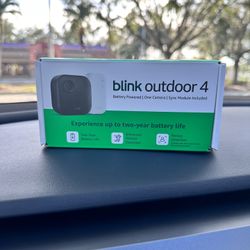 blink outdoor 4
Battery Powered | One Camera | Sync Module Included
Experience up to two-year battery life